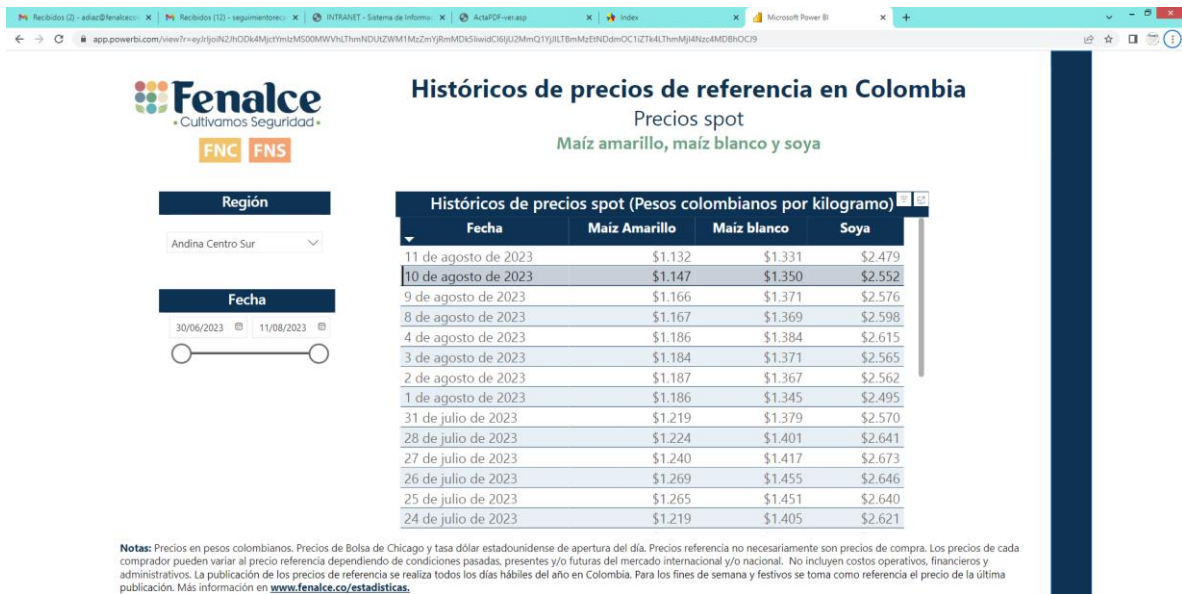 Recibidos (2) - adiaz@fenalcec
Recibidos (12) - seguimientorec
INTRANET - Sistema de Informa
ActaPDF-ver.asp
Index
Microsoft Power BI
Fenalce
• Cultivamos Seguridad •
FNC FNS
Históricos de precios de referencia en Colombia
Precios spot
Maíz amarillo, maíz blanco y soya
Región
Andina Centro Sur
Fecha
30/06/2023 11/08/2023
Históricos de precios spot (Pesos colombianos por kilogramo)
Fecha Maíz Amarillo Maíz blanco Soya
11 de agosto de 2023 $1.132 $1.331 $2.479
10 de agosto de 2023 $1.147 $1.350 $2.552
9 de agosto de 2023 $1.166 $1.371 $2.576
8 de agosto de 2023 $1.167 $1.369 $2.598
4 de agosto de 2023 $1.186 $1.384 $2.615
3 de agosto de 2023 $1.184 $1.371 $2.565
2 de agosto de 2023 $1.187 $1.367 $2.562
1 de agosto de 2023 $1.186 $1.345 $2.495
31 de julio de 2023 $1.219 $1.379 $2.570
28 de julio de 2023 $1.224 $1.401 $2.641
27 de julio de 2023 $1.240 $1.417 $2.673
26 de julio de 2023 $1.269 $1.455 $2.646
25 de julio de 2023 $1.265 $1.451 $2.640
24 de julio de 2023 $1.219 $1.405 $2.621
Notas: Precios en pesos colombianos. Precios de Bolsa de Chicago y tasa dólar estadounidense de apertura del día. Precios referencia no necesariamente son precios de compra. Los precios de cada
comprador pueden variar al precio referencia dependiendo de condiciones pasadas, presentes y/o futuras del mercado internacional y/o nacional. No incluyen costos operativos, financieros y
administrativos. La publicación de los precios de referencia se realiza todos los días hábiles del año en Colombia. Para los fines de semana y festivos se toma como referencia el precio de la última
publicación. Más información en www.fenalce.co/estadisticas.